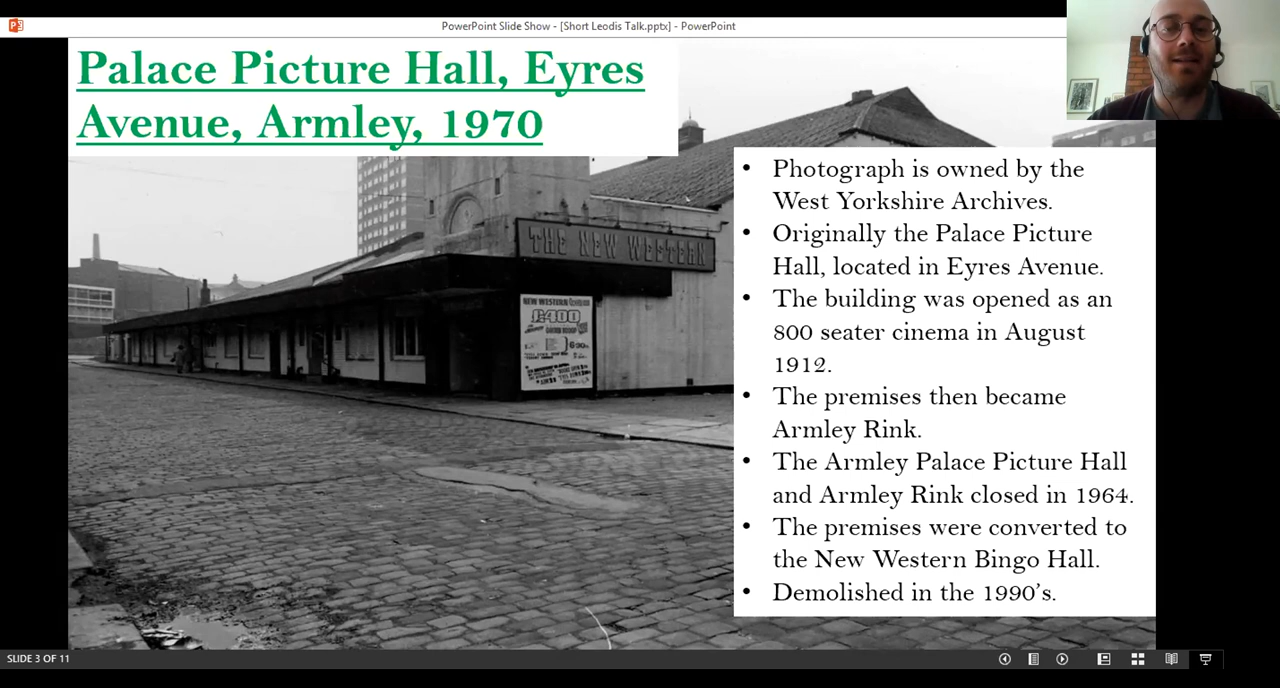 PowerPoint Slide Show - [Short Leodis Talk.pptx] - PowerPoint
Palace Picture Hall, Eyres
Avenue, Armley, 1970
• Photograph is owned by the
West Yorkshire Archives.
• Originally the Palace Picture
Hall, located in Eyres Avenue.
• The building was opened as an
800 seater cinema in August
1912.
• The premises then became
Armley Rink.
• The Armley Palace Picture Hall
and Armley Rink closed in 1964.
• The premises were converted to
the New Western Bingo Hall.
• Demolished in the 1990’s.
THE NEW WESTERN
NEW WESTERN
£400
SLIDE 3 OF 11